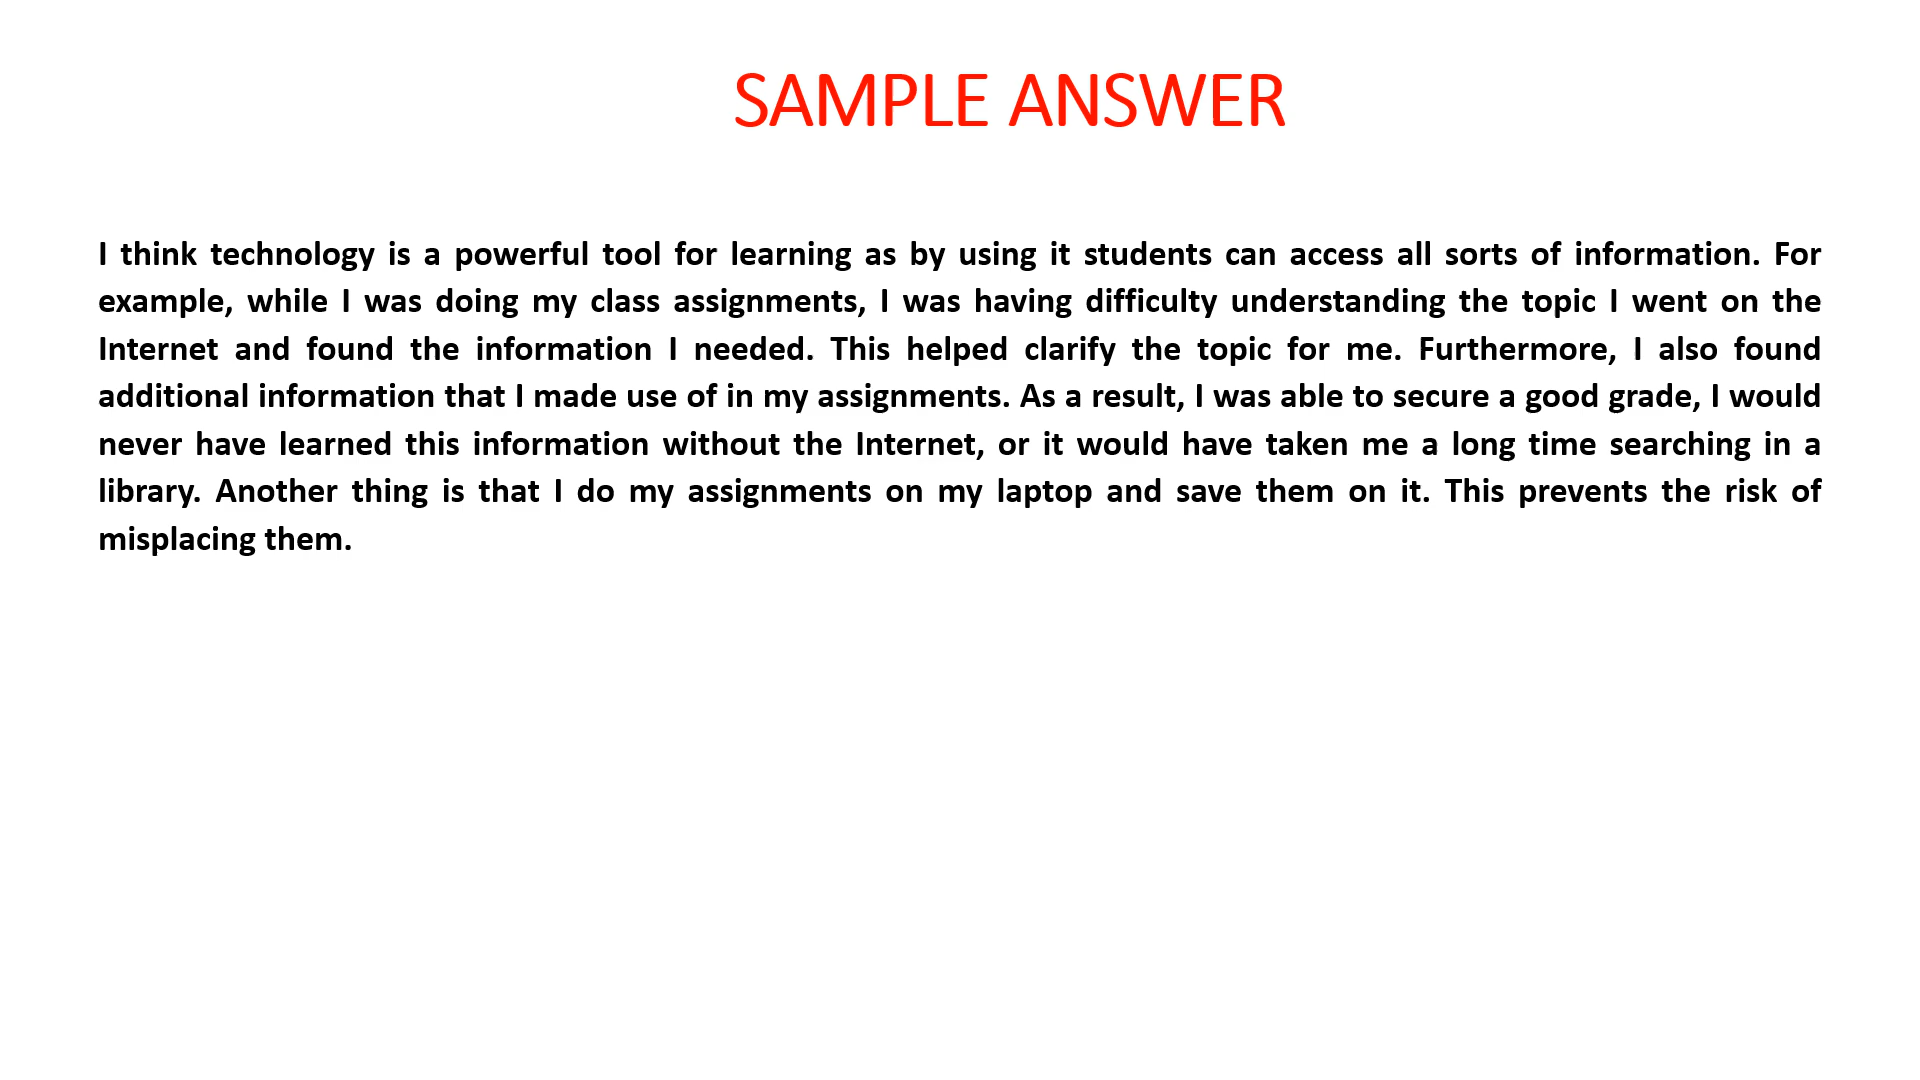 SAMPLE ANSWER
I think technology is a powerful tool for learning as by using it students can access all sorts of information. For
example, while I was doing my class assignments, I was having difficulty understanding the topic I went on the
Internet and found the information I needed. This helped clarify the topic for me. Furthermore, I also found
additional information that I made use of in my assignments. As a result, I was able to secure a good grade, I would
never have learned this information without the Internet, or it would have taken me a long time searching in a
library. Another thing is that I do my assignments on my laptop and save them on it. This prevents the risk of
misplacing them.